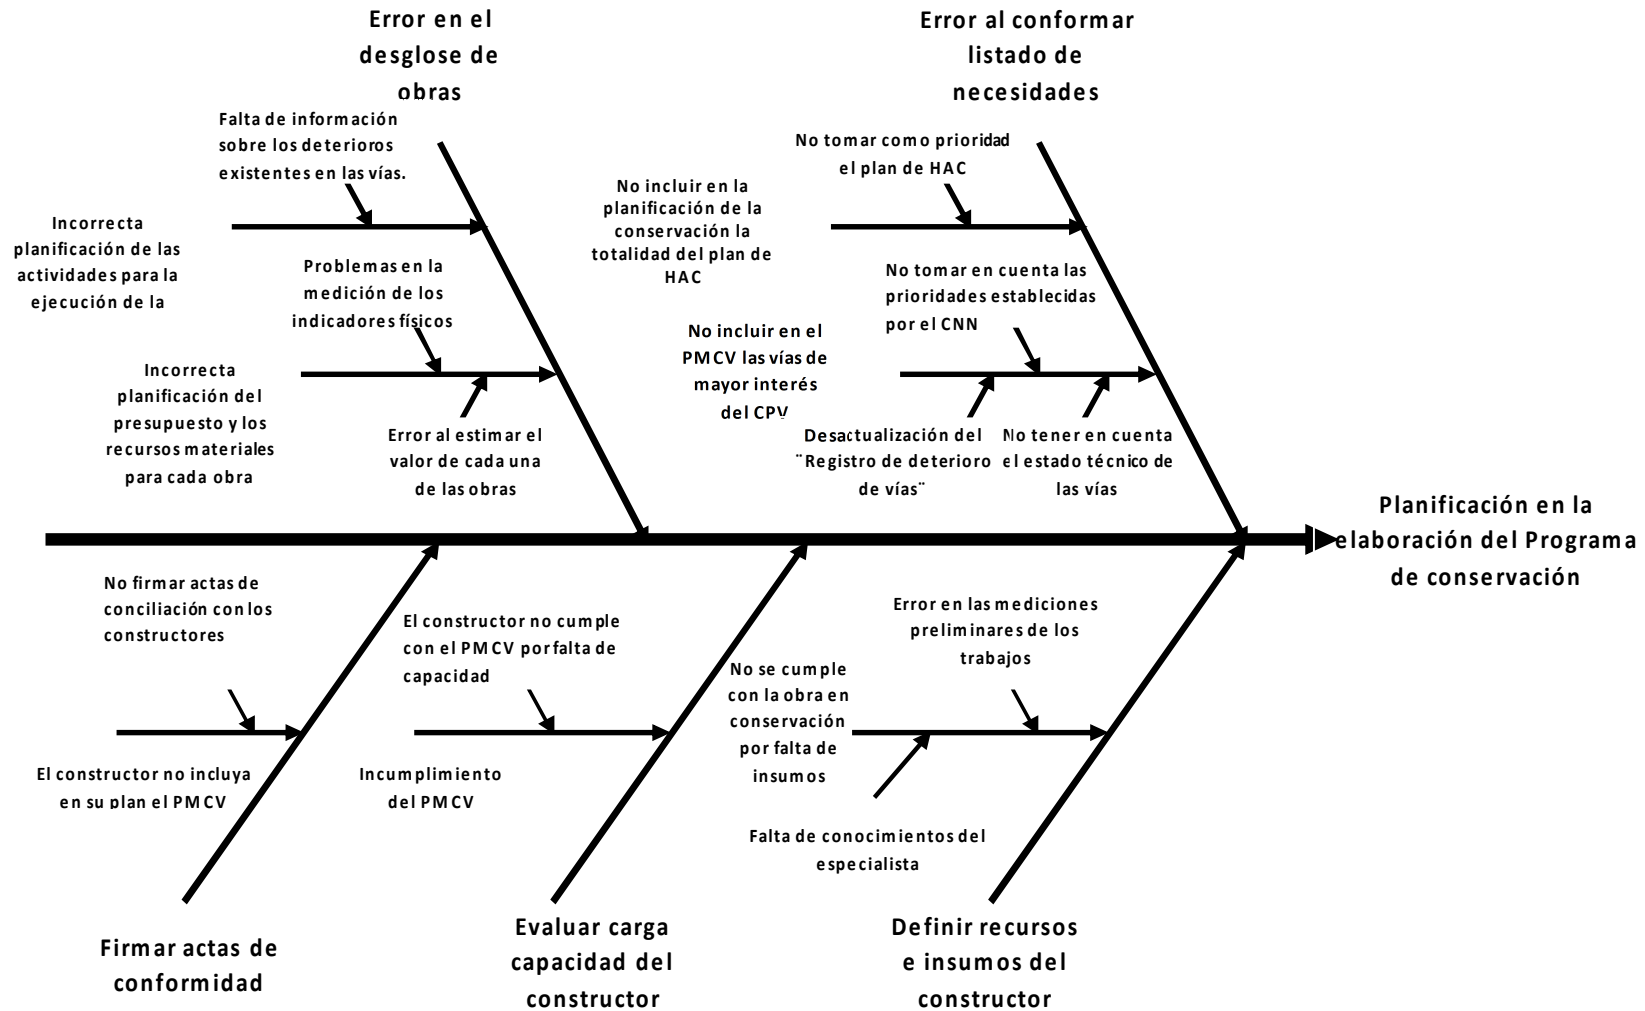 Error en el
desglose de
obras
Error al conformar
listado de
necesidades
Falta de información
sobre los deterioros
existentes en las vías.
No tomar como prioridad
el plan de HAC
Incorrecta
planificación de las
actividades para la
ejecución de la
No incluir en la
planificación de la
conservación la
totalidad del plan de
HAC
Problemas en la
medición de los
indicadores físicos
No tomar en cuenta las
prioridades establecidas
por el CNN
No incluir en el
PMCV las vías de
mayor interés
del CPV
Incorrecta
planificación del
presupuesto y los
recursos materiales
para cada obra
Error al estimar el
valor de cada una
de las obras
Desactualización del
¨Registro de deterioro
de vías¨
No tener en cuenta
el estado técnico de
las vías
Planificación en la
elaboración del Programa
de conservación
No firmar actas de
conciliación con los
constructores
El constructor no cumple
con el PMCV por falta de
capacidad
Error en las mediciones
preliminares de los
trabajos
No se cumple
con la obra en
conservación
por falta de
insumos
El constructor no incluya
en su plan el PMCV
Incumplimiento
del PMCV
Falta de conocimientos del
especialista
Firmar actas de
conformidad
Evaluar carga
capacidad del
constructor
Definir recursos
e insumos del
constructor